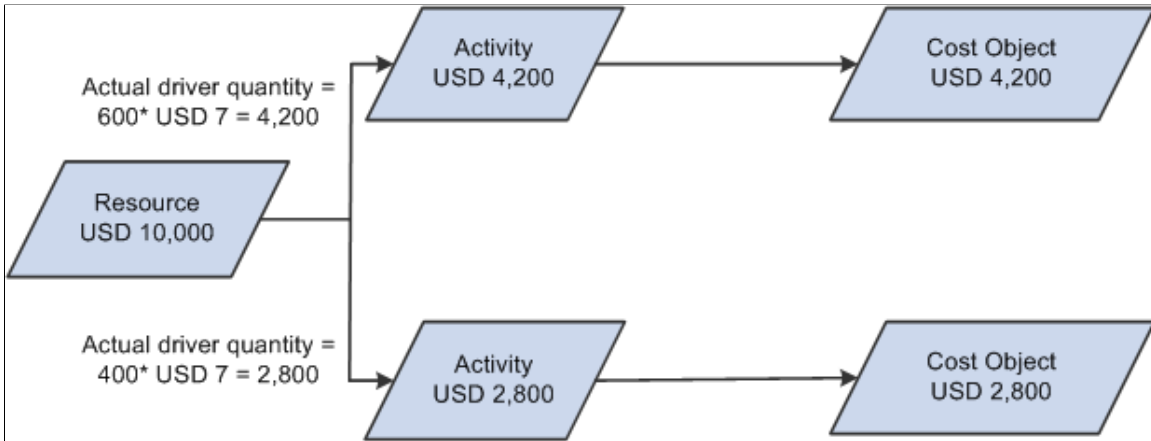 Activity
USD 4,200
Cost Object
USD 4,200
Actual driver quantity =
600* USD 7 = 4,200
Resource
USD 10,000
Actual driver quantity =
400* USD 7 = 2,800
Activity
USD 2,800
Cost Object
USD 2,800